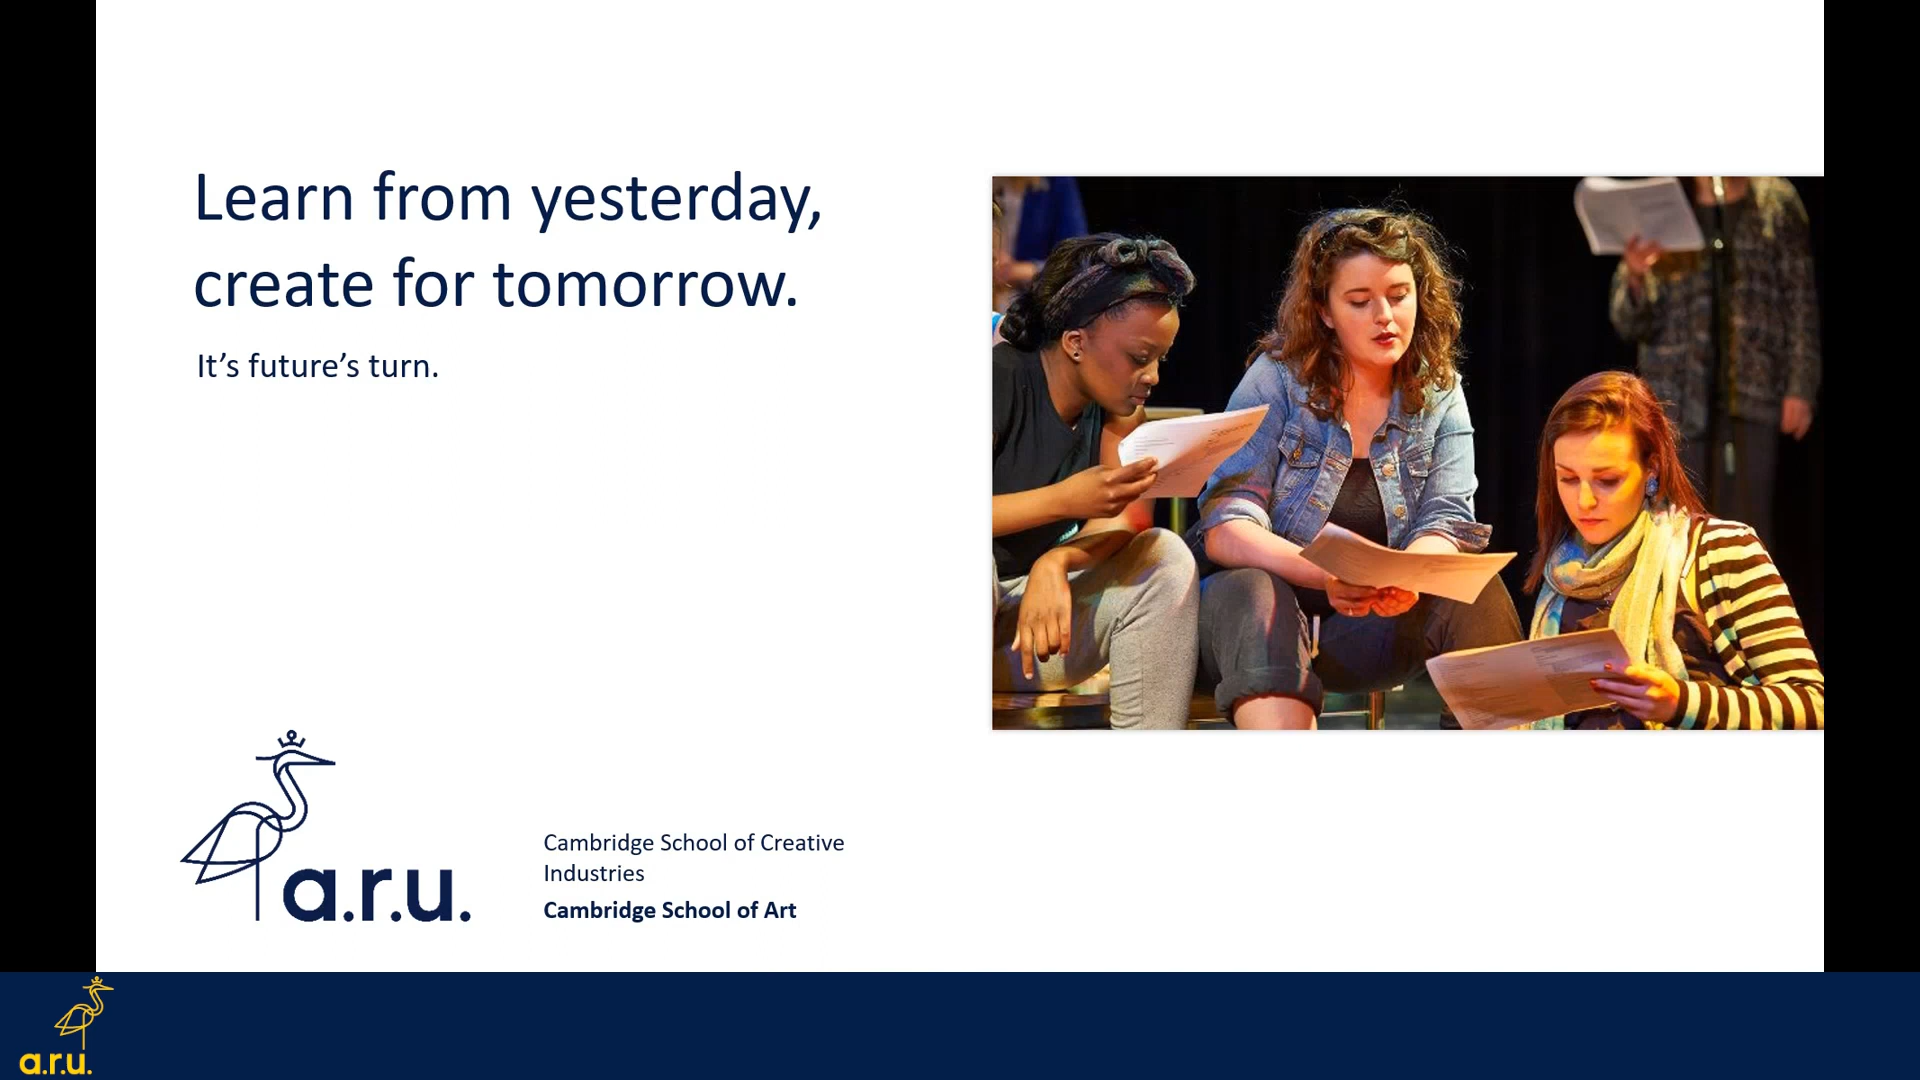 Learn from yesterday,
create for tomorrow.
It’s future’s turn.
a.r.u.
Cambridge School of Creative
Industries
Cambridge School of Art
a.r.u.